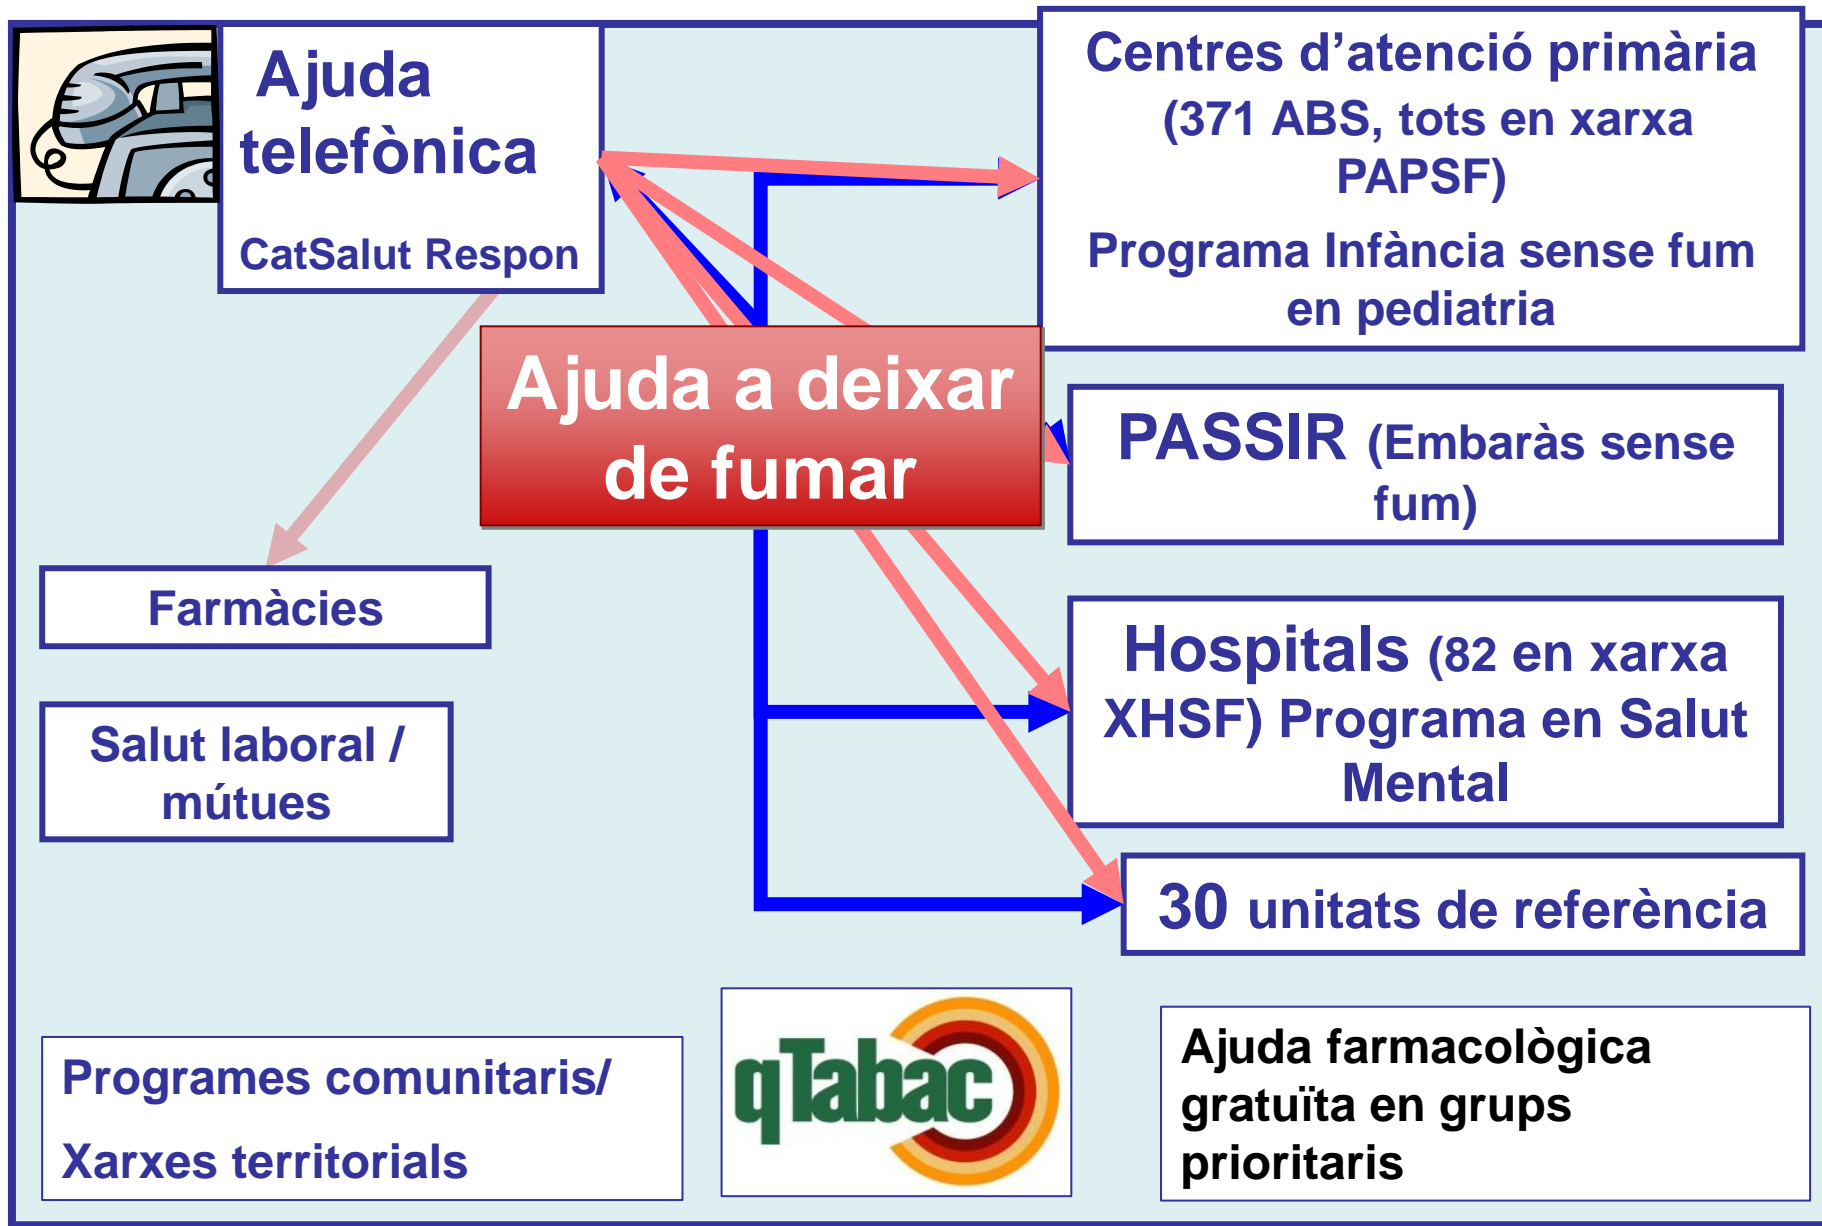 Ajuda
telefònica
CatSalut Respon
Centres d’atenció primària
(371 ABS, tots en xarxa
PAPSF)
Programa Infància sense fum
en pediatria
Ajuda a deixar
de fumar
PASSIR (Embaràs sense
fum)
Farmàcies
Hospitals (82 en xarxa
XHSF) Programa en Salut
Mental
Salut laboral /
mútues
30 unitats de referència
Programes comunitaris/
Xarxes territorials
qTabac
Ajuda farmacològica
gratuïta en grups
prioritaris